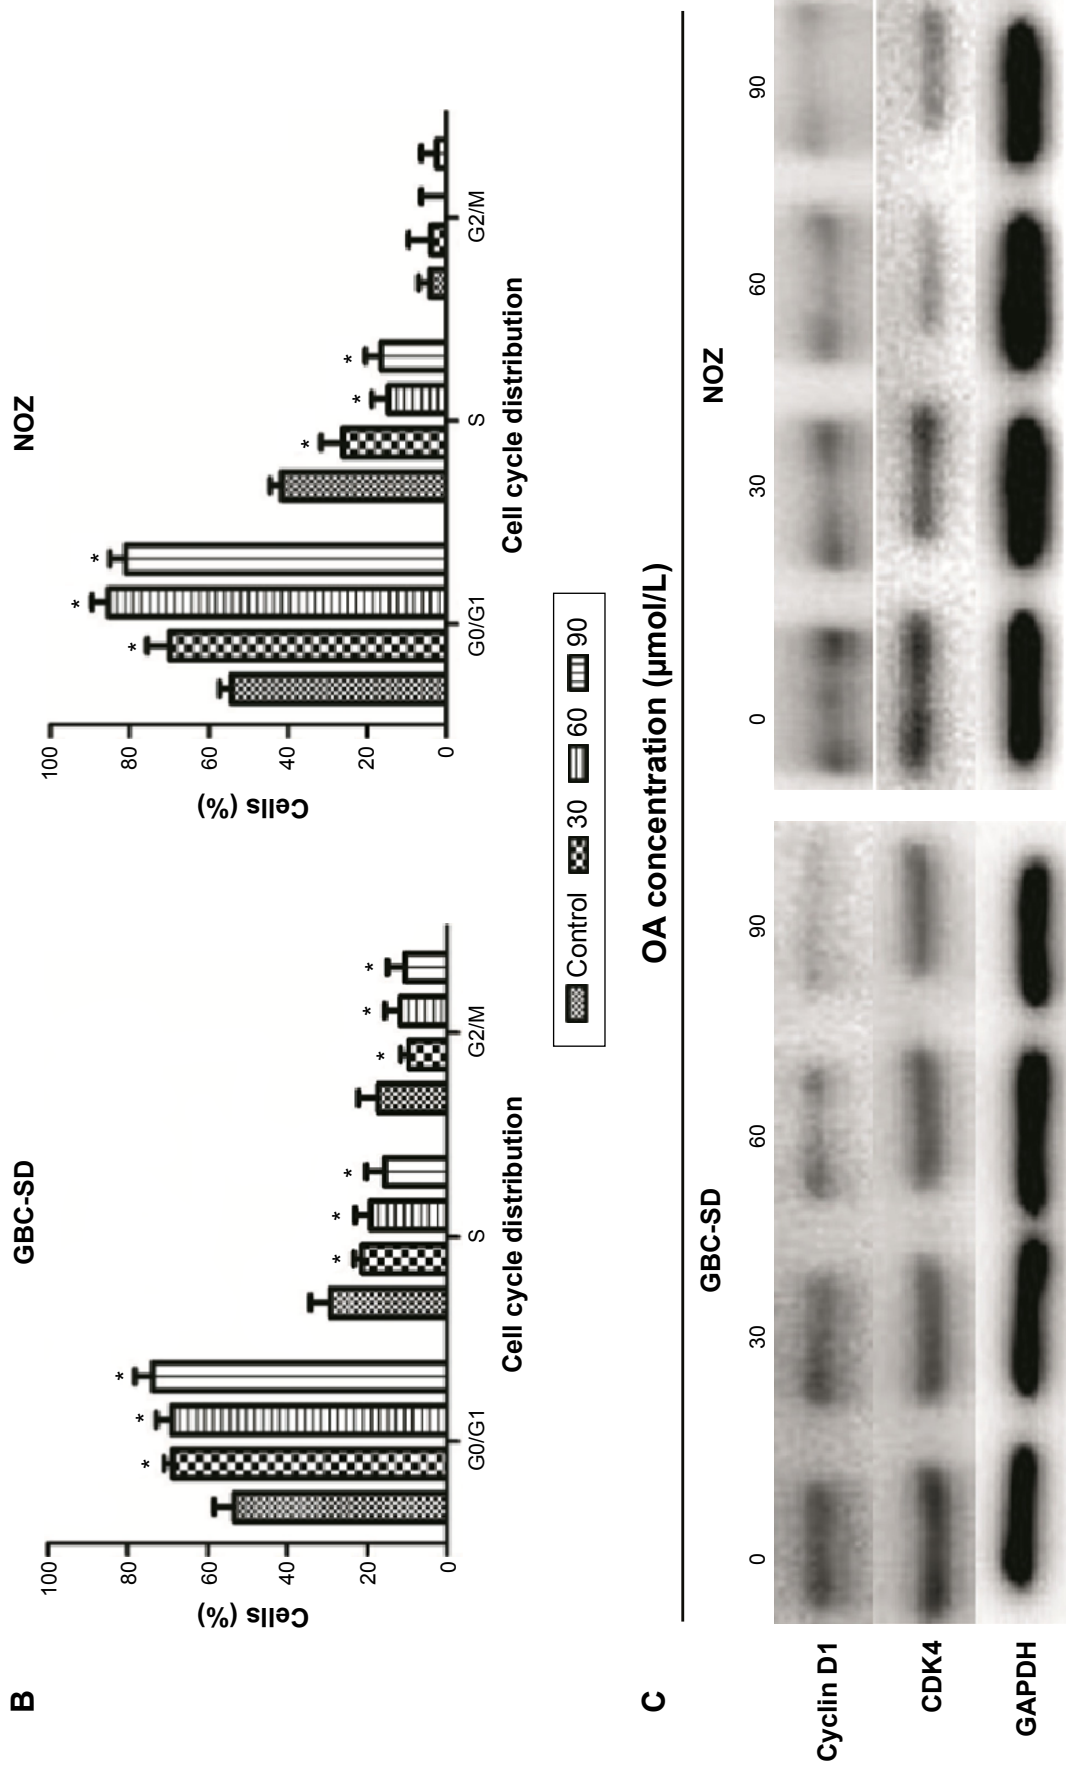 B
GBC-SD
NOZ
Cells (%)
100
80
60
40
20
0
* * * * * * * * *
G0/G1 S G2/M
Cell cycle distribution
Cells (%)
100
80
60
40
20
0
* * * * * *
G0/G1 S G2/M
Cell cycle distribution
Control 30 60 90
C
OA concentration (μmol/L)
GBC-SD NOZ
0 30 60 90 0 30 60 90
Cyclin D1
CDK4
GAPDH